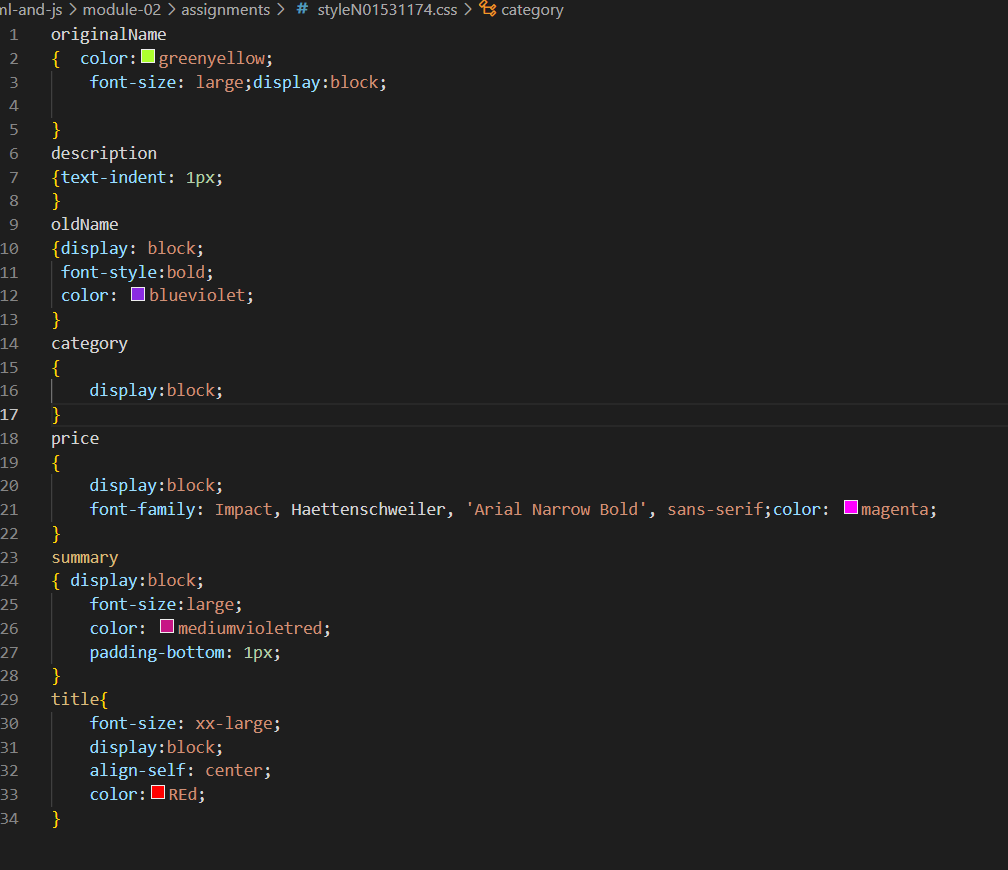 ml-and-js > module-02 > assignments > # styleN01531174.css > category
1 originalName
2 {  color:greenyellow;
3     font-size: large;display:block;
4
5 }
6 description
7 {text-indent: 1px;
8 }
9 oldName
10 {display: block;
11  font-style:bold;
12  color: blueviolet;
13 }
14 category
15 {
16     display:block;
17 }
18 price
19 {
20     display:block;
21     font-family: Impact, Haettenschweiler, 'Arial Narrow Bold', sans-serif;color: magenta;
22 }
23 summary
24 { display:block;
25     font-size:large;
26     color: mediumvioletred;
27     padding-bottom: 1px;
28 }
29 title{
30     font-size: xx-large;
31     display:block;
32     align-self: center;
33     color:REd;
34 }